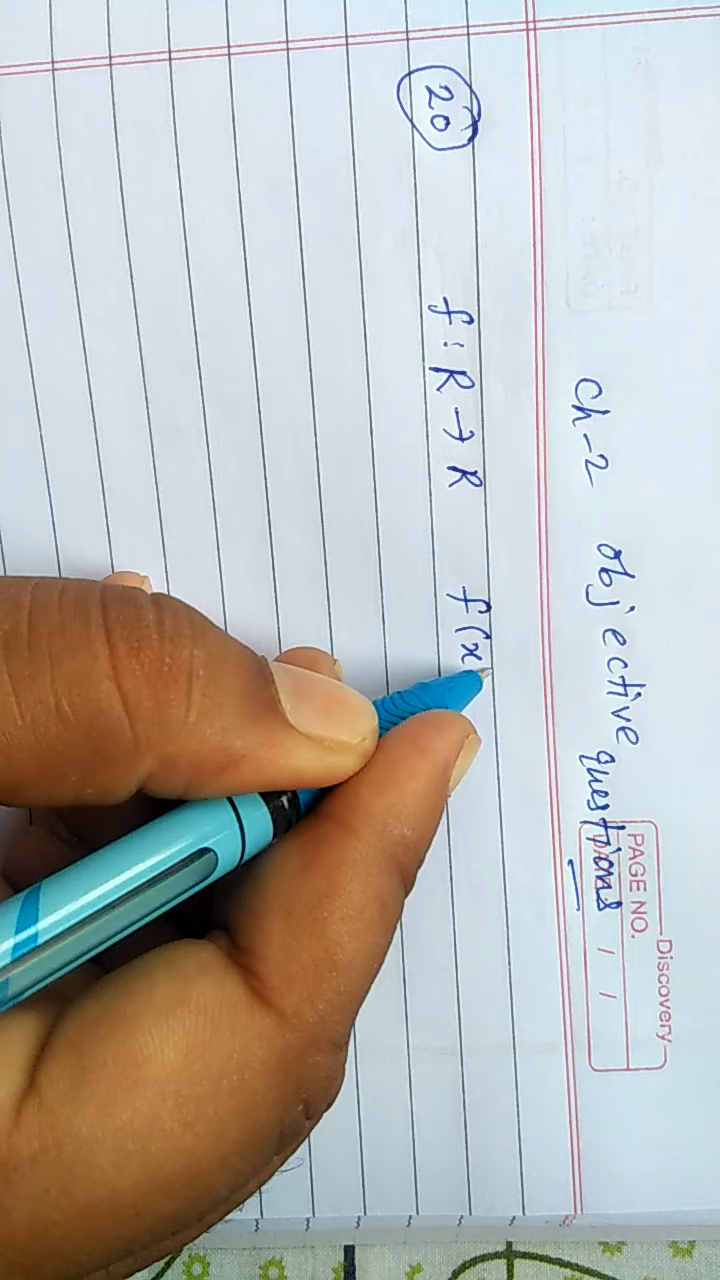 Discovery
PAGE NO.
Ch-2 objective questions / /
20 f : R → R f(x